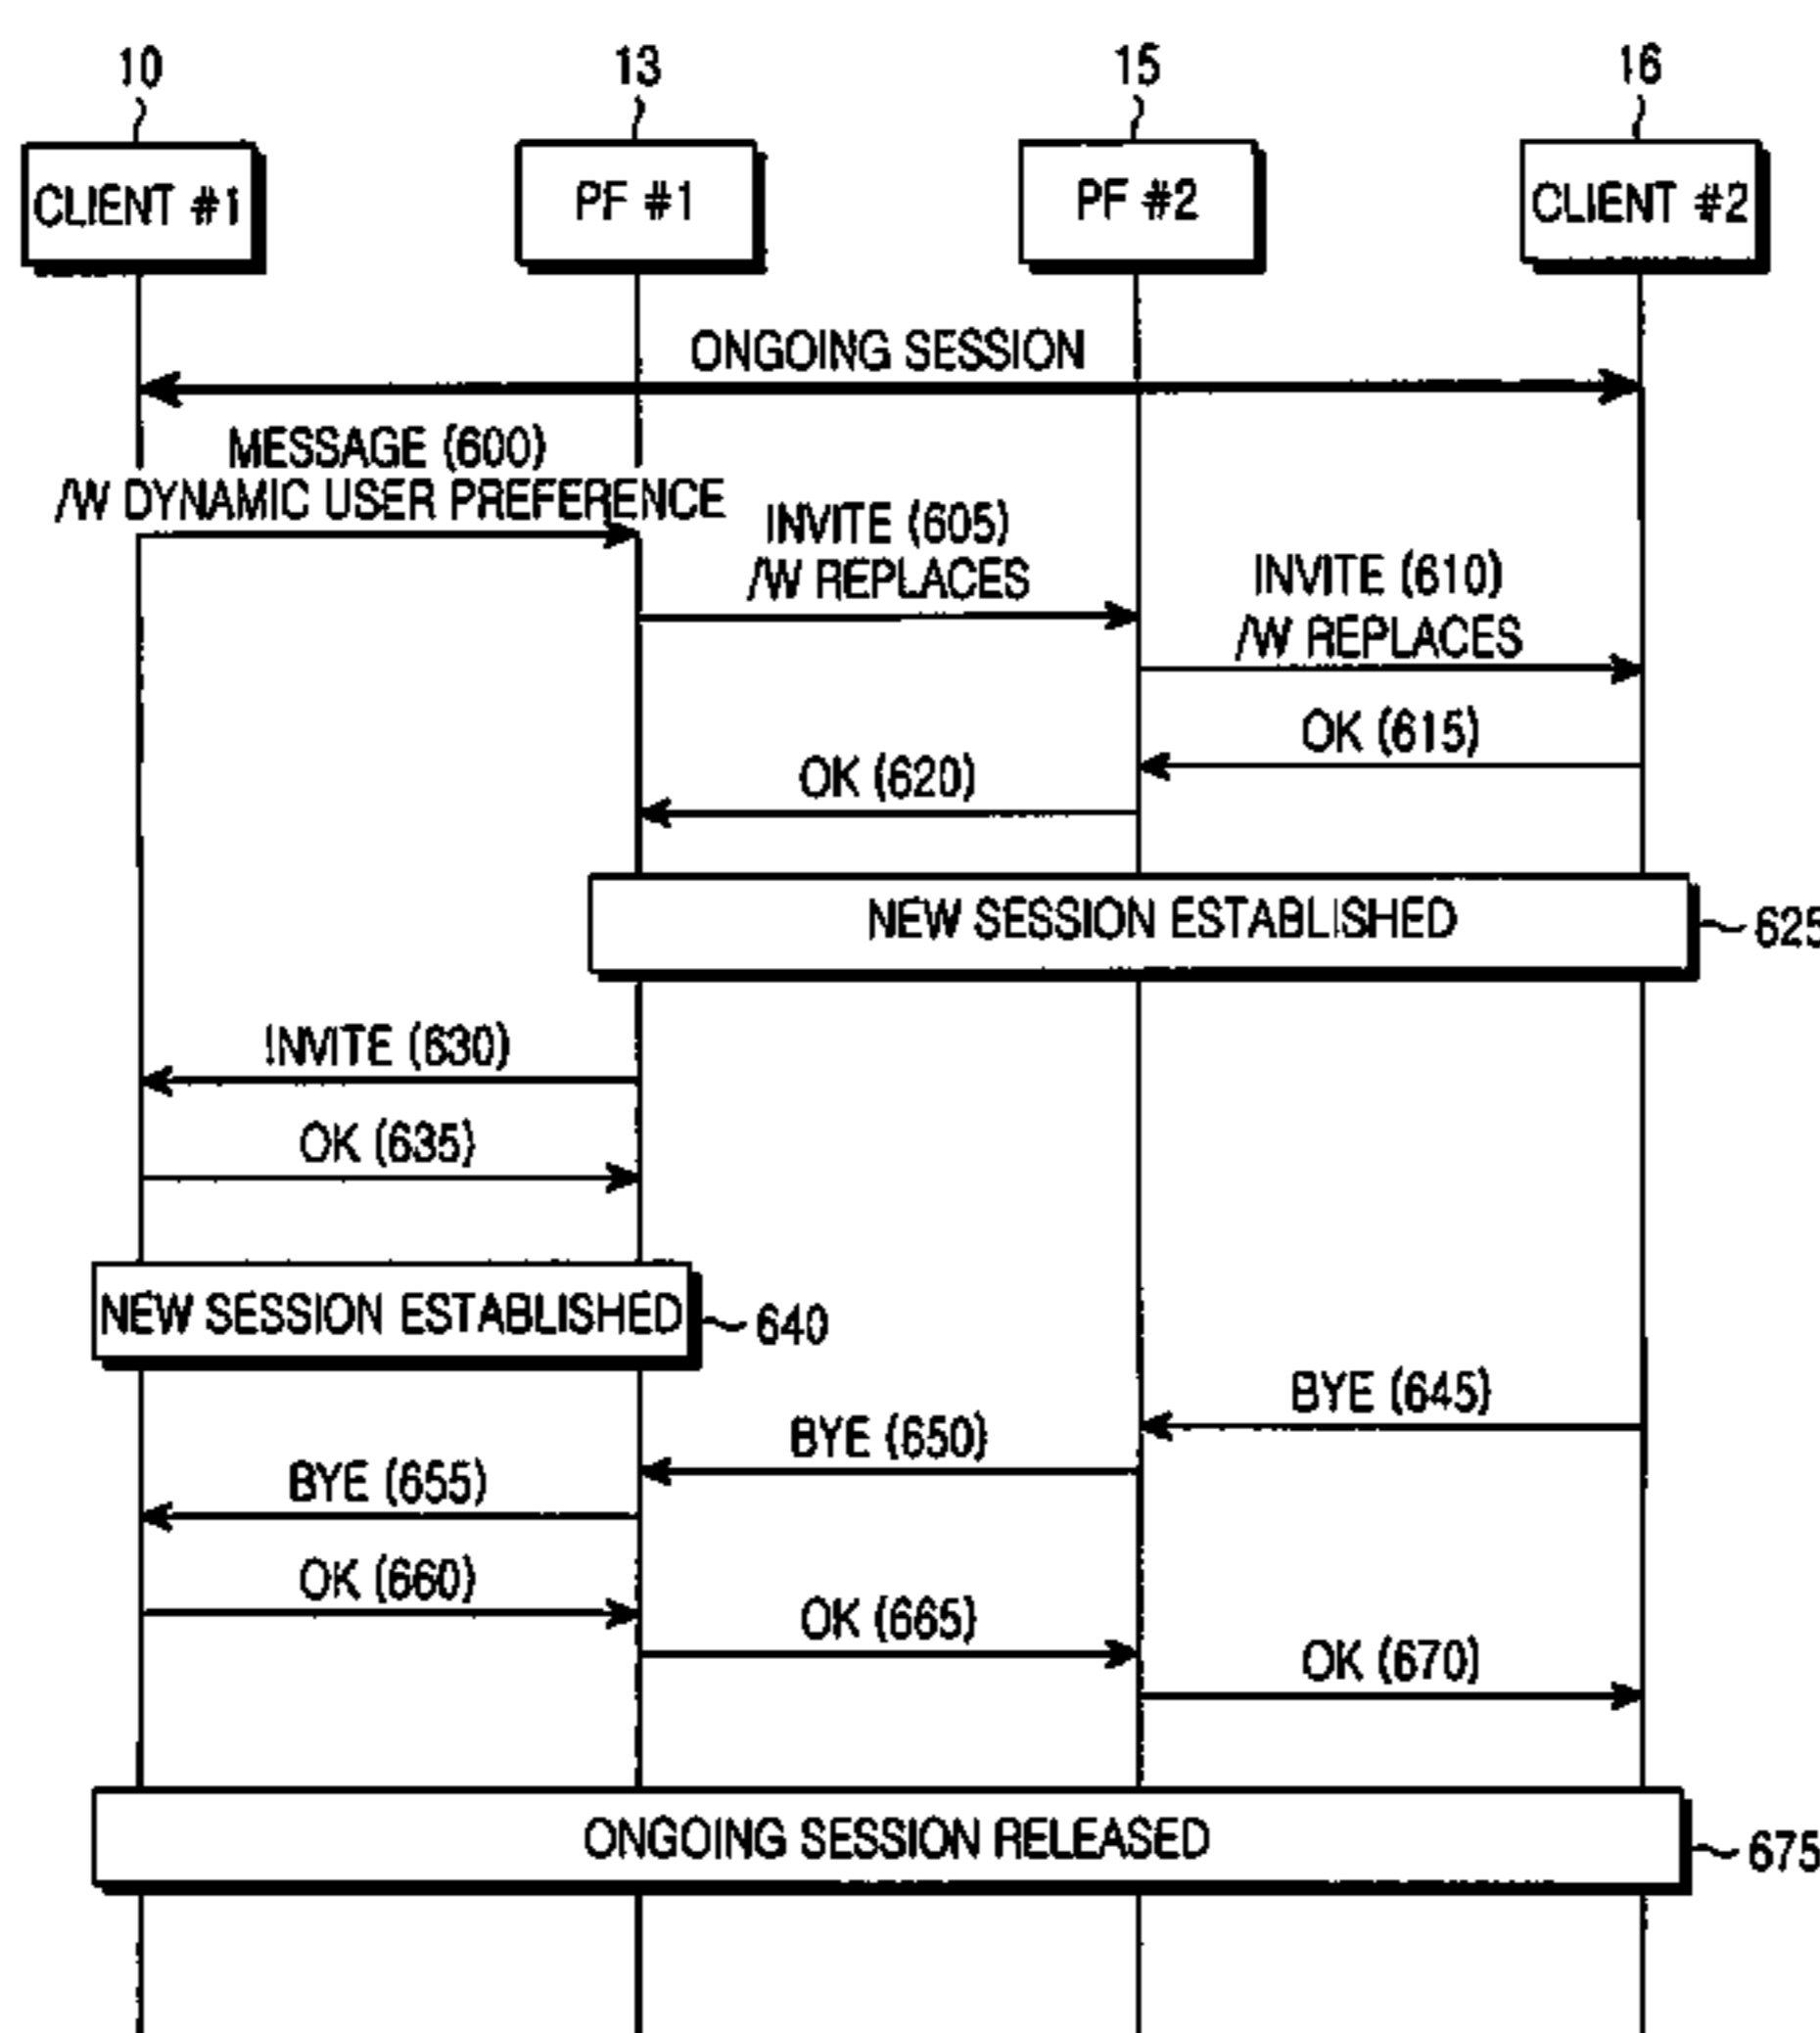 10
13
15
16
CLIENT #1
PF #1
PF #2
CLIENT #2
ONGOING SESSION
MESSAGE (600)
/W DYNAMIC USER PREFERENCE
INVITE (605)
/W REPLACES
INVITE (610)
/W REPLACES
OK (615)
OK (620)
NEW SESSION ESTABLISHED
625
INVITE (630)
OK (635)
NEW SESSION ESTABLISHED
640
BYE (645)
BYE (650)
BYE (655)
OK (660)
OK (665)
OK (670)
ONGOING SESSION RELEASED
675